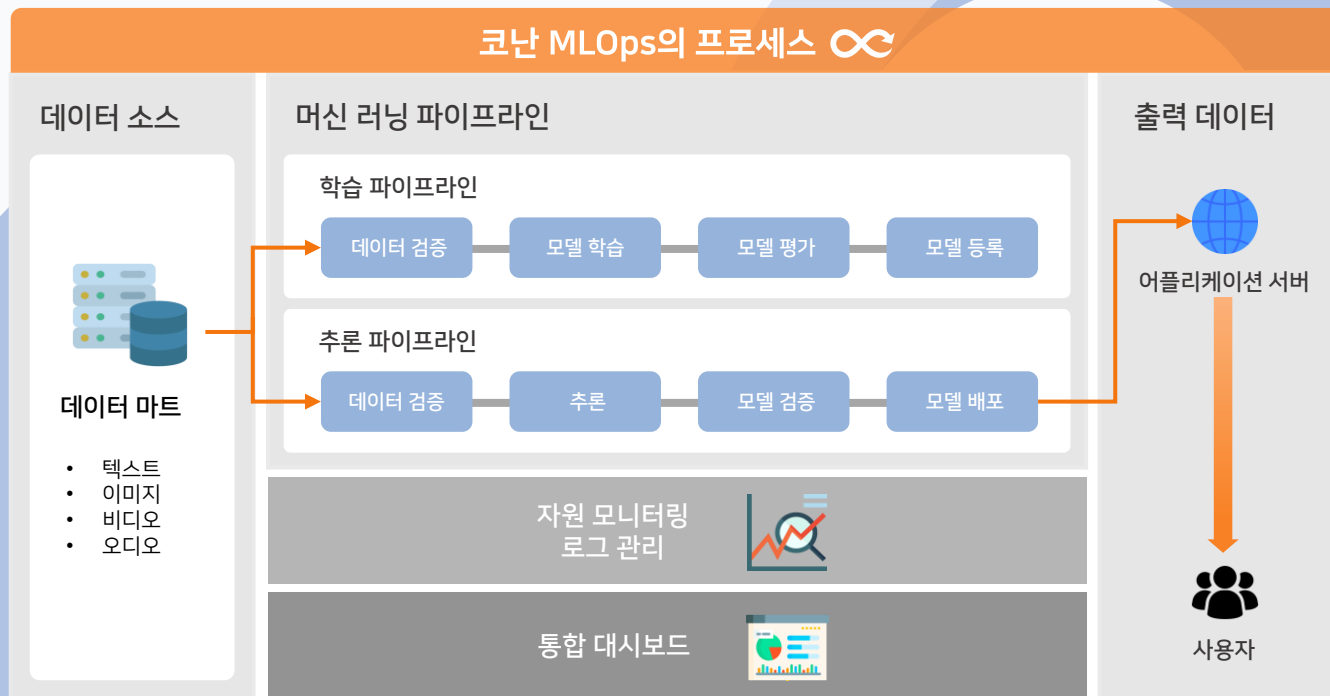 코난 MLOps의 프로세스
데이터 소스
데이터 마트
• 텍스트
• 이미지
• 비디오
• 오디오
머신 러닝 파이프라인
학습 파이프라인
데이터 검증
모델 학습
모델 평가
모델 등록
추론 파이프라인
데이터 검증
추론
모델 검증
모델 배포
자원 모니터링
로그 관리
통합 대시보드
출력 데이터
어플리케이션 서버
사용자